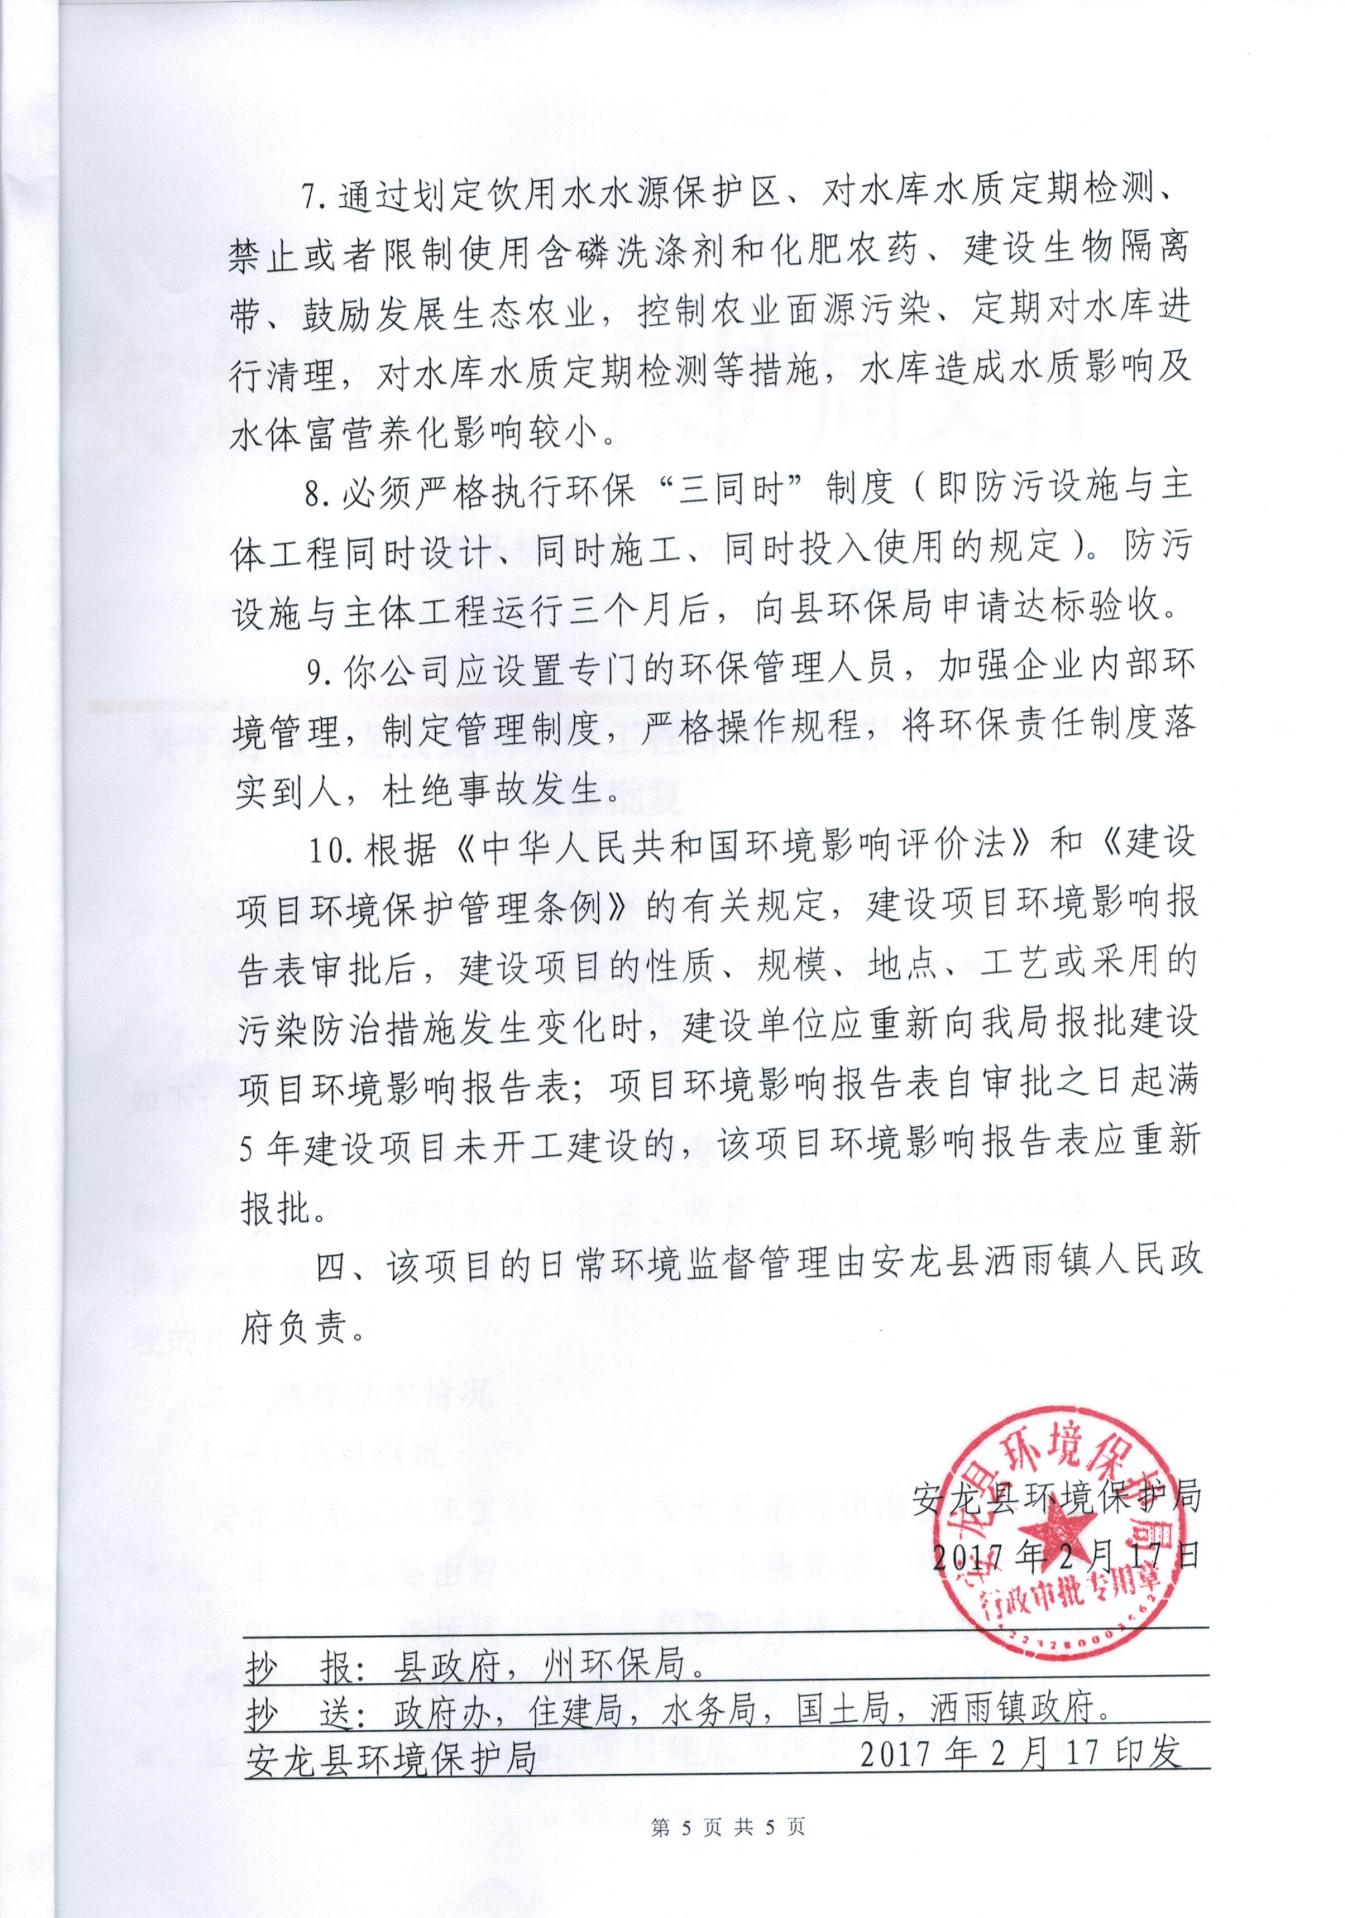 7.通过划定饮用水水源保护区、对水库水质定期检测、
禁止或者限制使用含磷洗涤剂和化肥农药、建设生物隔离
带、鼓励发展生态农业，控制农业面源污染、定期对水库进
行清理，对水库水质定期检测等措施，水库造成水质影响及
水体富营养化影响较小。
8.必须严格执行环保“三同时”制度（即防污设施与主
体工程同时设计、同时施工、同时投入使用的规定）。防污
设施与主体工程运行三个月后，向县环保局申请达标验收。
9.你公司应设置专门的环保管理人员，加强企业内部环
境管理，制定管理制度，严格操作规程，将环保责任制度落
实到人，杜绝事故发生。
10.根据《中华人民共和国环境影响评价法》和《建设
项目环境保护管理条例》的有关规定，建设项目环境影响报
告表审批后，建设项目的性质、规模、地点、工艺或采用的
污染防治措施发生变化时，建设单位应重新向我局报批建设
项目环境影响报告表；项目环境影响报告表自审批之日起满
5年建设项目未开工建设的，该项目环境影响报告表应重新
报批。
四、该项目的日常环境监督管理由安龙县洒雨镇人民政
府负责。
安龙县环境保护局
2017年2月17日
安龙县环境保护局
行政审批专用章
抄 报：县政府，州环保局。
抄 送：政府办，住建局，水务局，国土局，洒雨镇政府。
安龙县环境保护局 2017年2月17印发
第 5 页 共 5 页